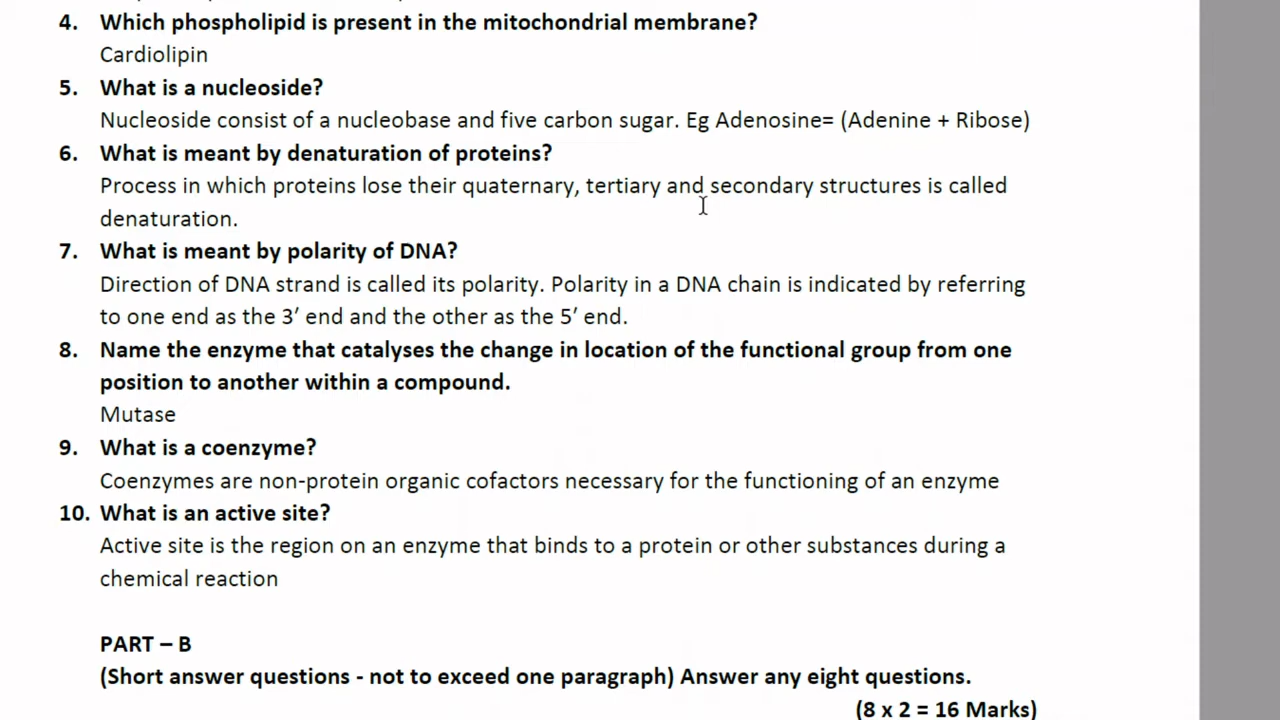 4. Which phospholipid is present in the mitochondrial membrane?
Cardiolipin
5. What is a nucleoside?
Nucleoside consist of a nucleobase and five carbon sugar. Eg Adenosine= (Adenine + Ribose)
6. What is meant by denaturation of proteins?
Process in which proteins lose their quaternary, tertiary and secondary structures is called
denaturation.
7. What is meant by polarity of DNA?
Direction of DNA strand is called its polarity. Polarity in a DNA chain is indicated by referring
to one end as the 3′ end and the other as the 5′ end.
8. Name the enzyme that catalyses the change in location of the functional group from one
position to another within a compound.
Mutase
9. What is a coenzyme?
Coenzymes are non-protein organic cofactors necessary for the functioning of an enzyme
10. What is an active site?
Active site is the region on an enzyme that binds to a protein or other substances during a
chemical reaction
PART – B
(Short answer questions - not to exceed one paragraph) Answer any eight questions.
(8 x 2 = 16 Marks)